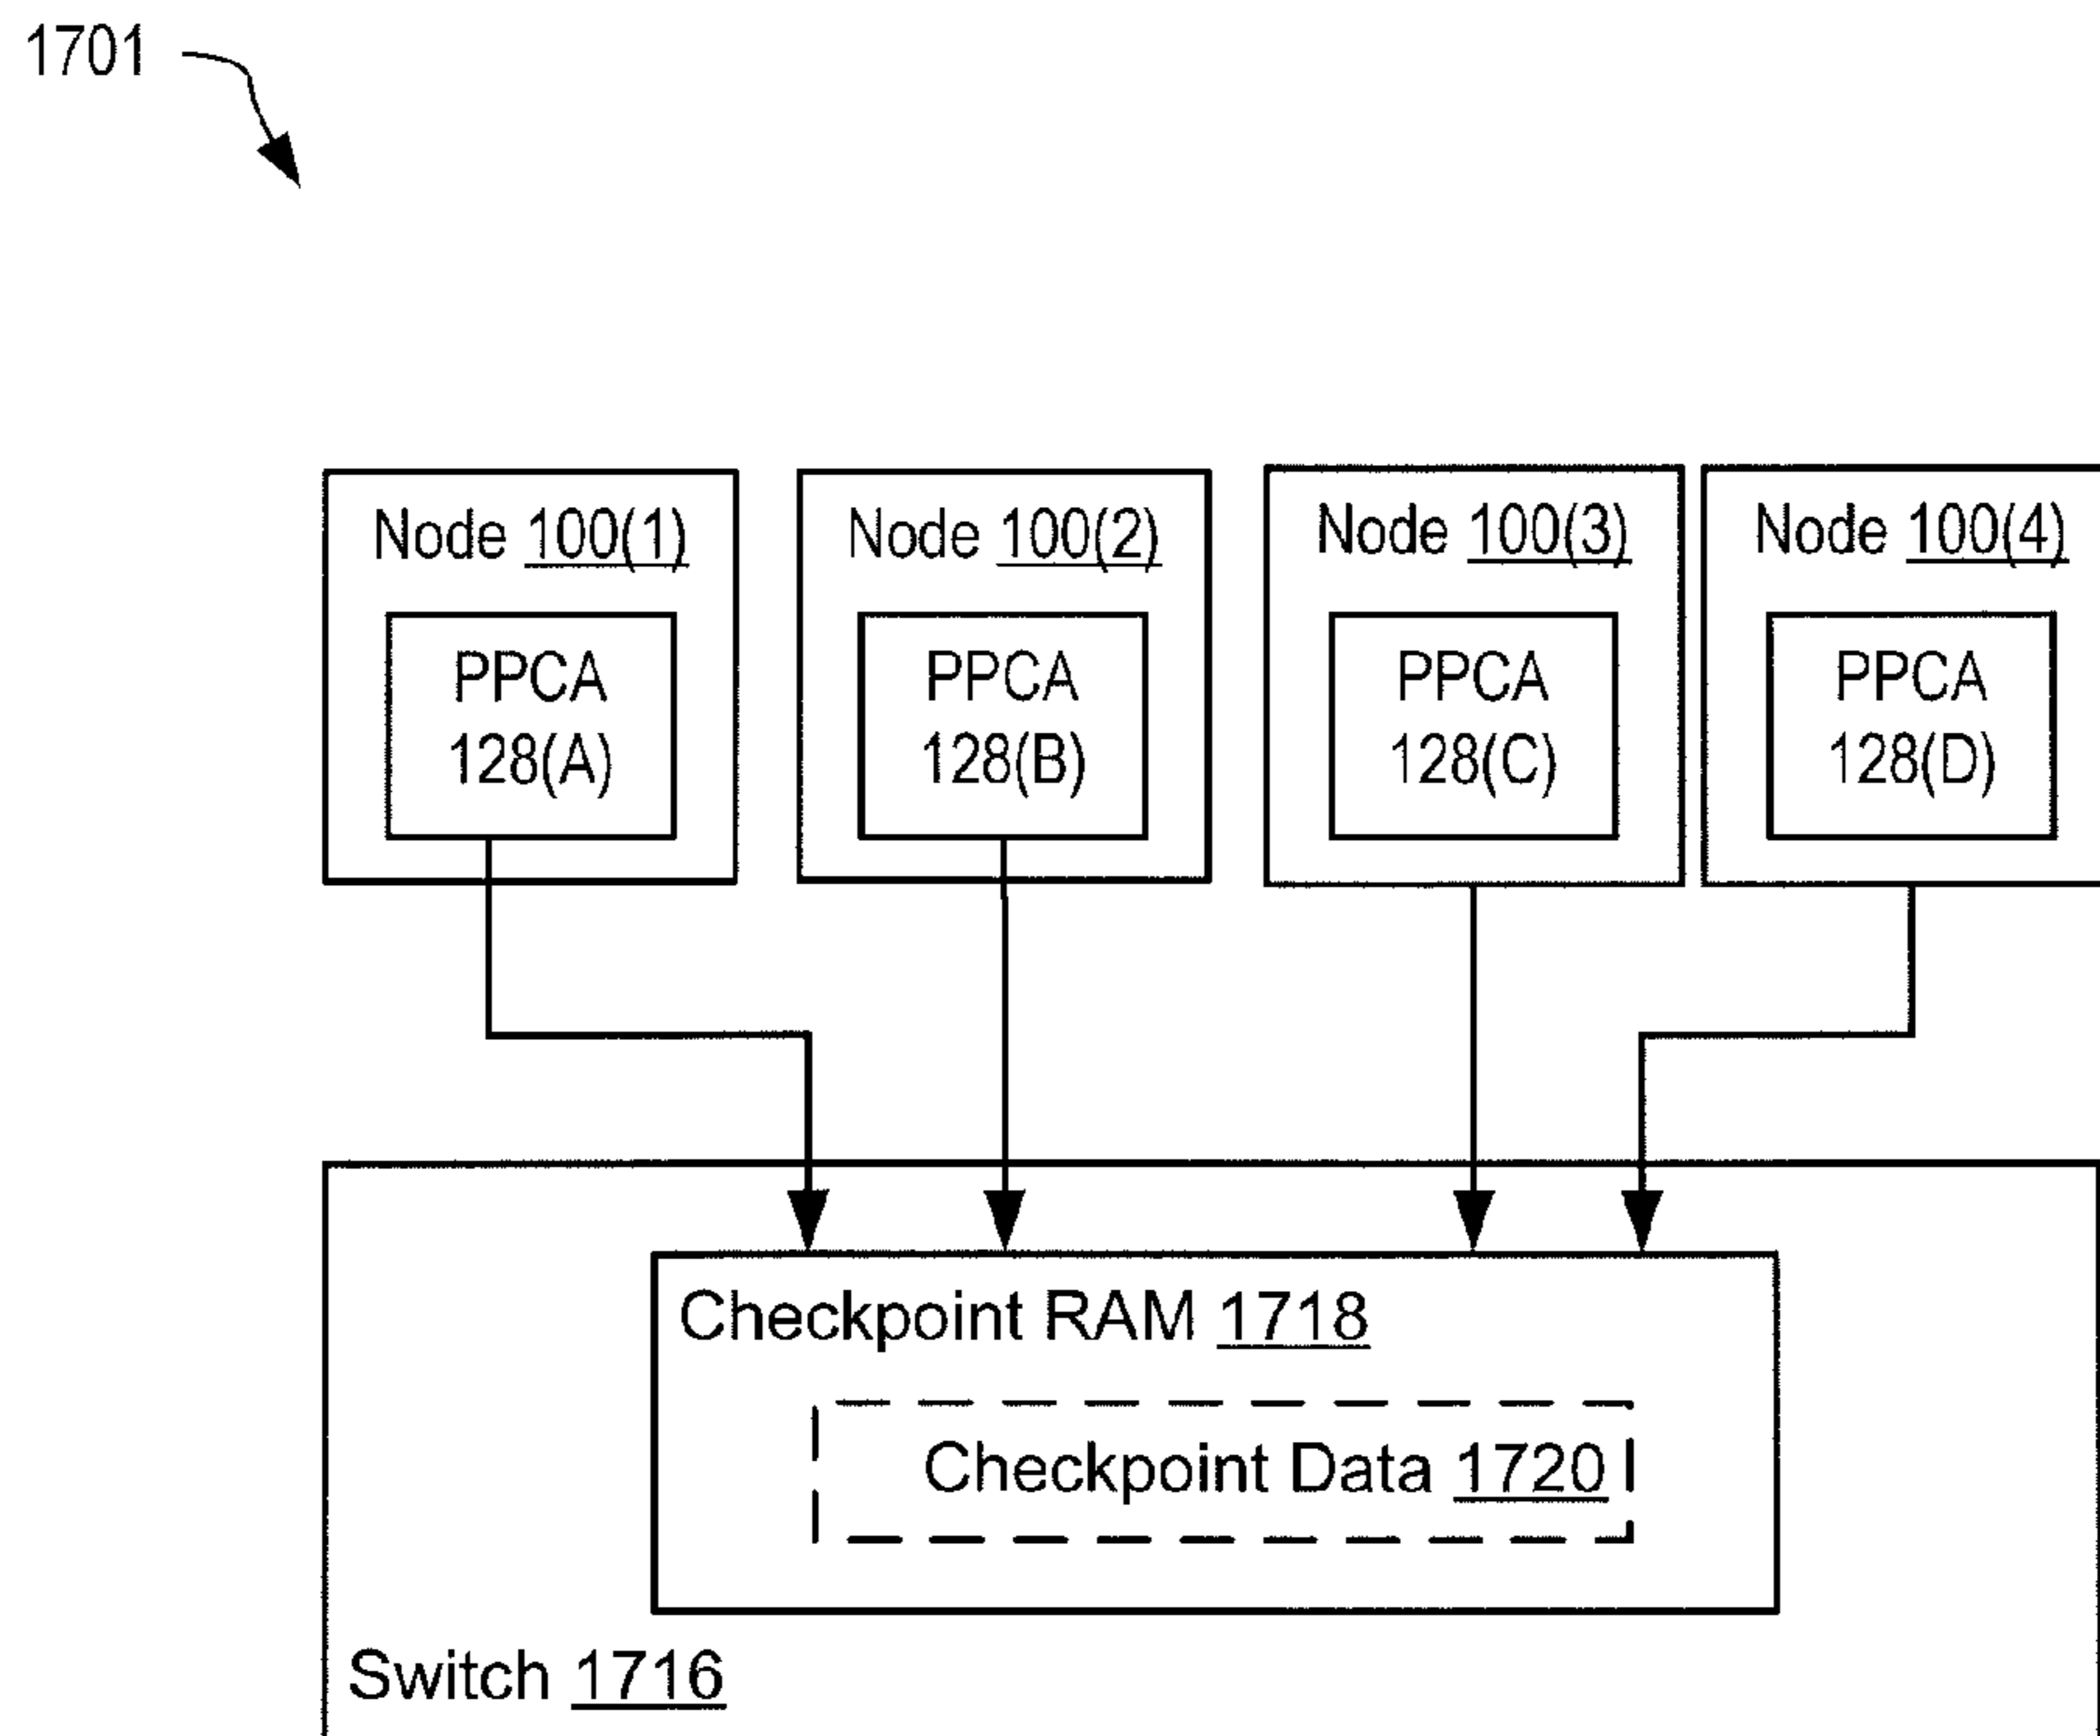 1701
Node 100(1)
PPCA
128(A)
Node 100(2)
PPCA
128(B)
Node 100(3)
PPCA
128(C)
Node 100(4)
PPCA
128(D)
Checkpoint RAM 1718
Checkpoint Data 1720
Switch 1716